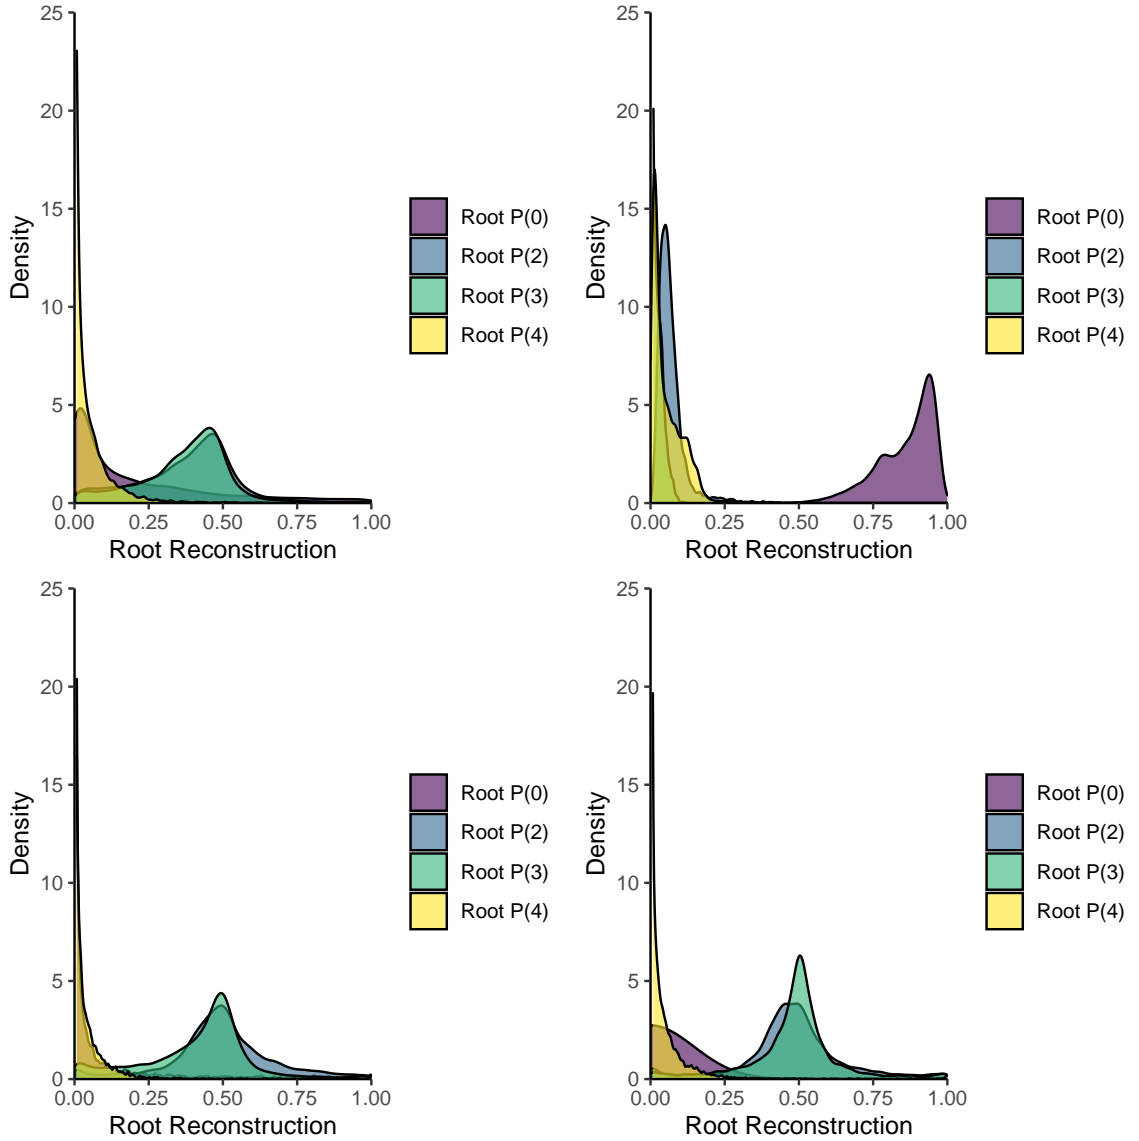 25
20
15
10
5
0
Density
0.00 0.25 0.50 0.75 1.00
Root Reconstruction
Root P(0)
Root P(2)
Root P(3)
Root P(4)
25
20
15
10
5
0
Density
0.00 0.25 0.50 0.75 1.00
Root Reconstruction
Root P(0)
Root P(2)
Root P(3)
Root P(4)
25
20
15
10
5
0
Density
0.00 0.25 0.50 0.75 1.00
Root Reconstruction
Root P(0)
Root P(2)
Root P(3)
Root P(4)
25
20
15
10
5
0
Density
0.00 0.25 0.50 0.75 1.00
Root Reconstruction
Root P(0)
Root P(2)
Root P(3)
Root P(4)